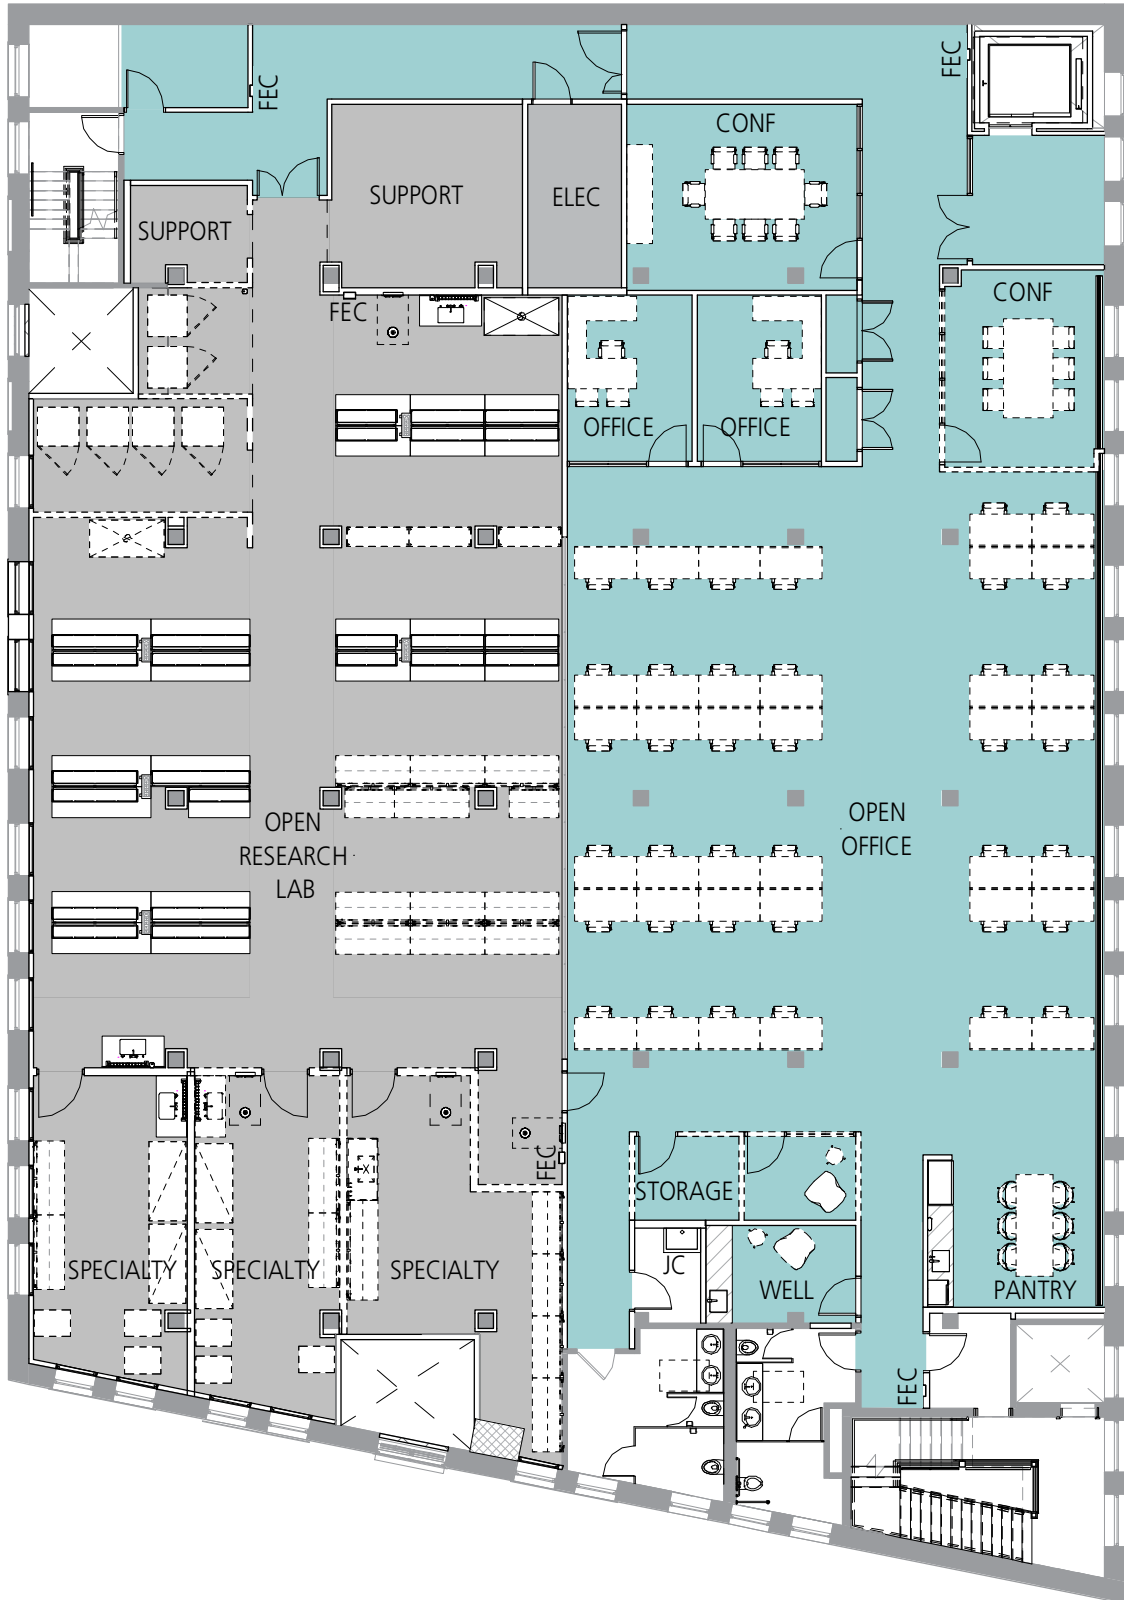 FEC
FEC
CONF
SUPPORT
ELEC
SUPPORT
CONF
FEC
OFFICE
OFFICE
OPEN
RESEARCH
LAB
OPEN
OFFICE
FEC
STORAGE
JC
SPECIALTY
SPECIALTY
SPECIALTY
WELL
PANTRY
FEC